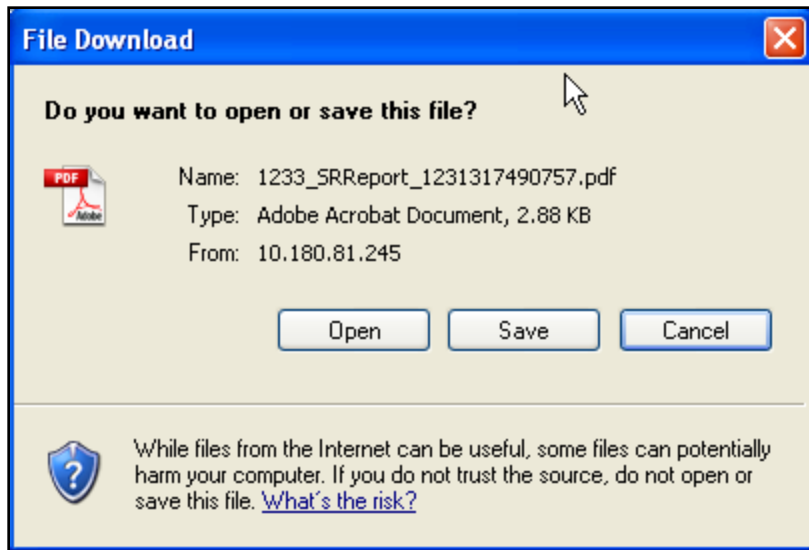 File Download
Do you want to open or save this file?
PDF
Adobe
Name: 1233_SRReport_1231317490757.pdf
Type: Adobe Acrobat Document, 2.88 KB
From: 10.180.81.245
Open Save Cancel
?
While files from the Internet can be useful, some files can potentially
harm your computer. If you do not trust the source, do not open or
save this file. What's the risk?